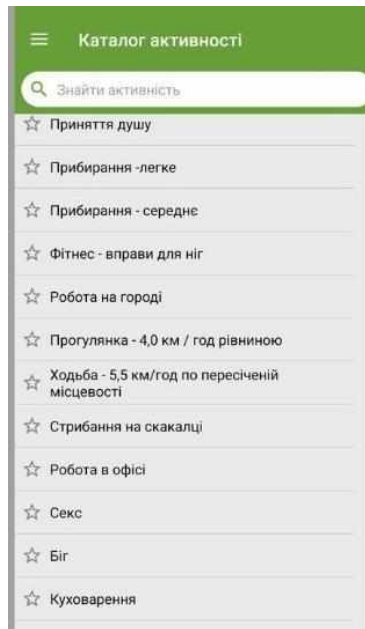 Каталог активності
Знайти активність
Приняття душу
Прибирання -легке
Прибирання - середнє
Фітнес - вправи для ніг
Робота на городі
Прогулянка - 4,0 км / год рівниною
Ходьба - 5,5 км/год по пересіченій
місцевості
Стрибання на скакалці
Робота в офісі
Секс
Біг
Куховарення